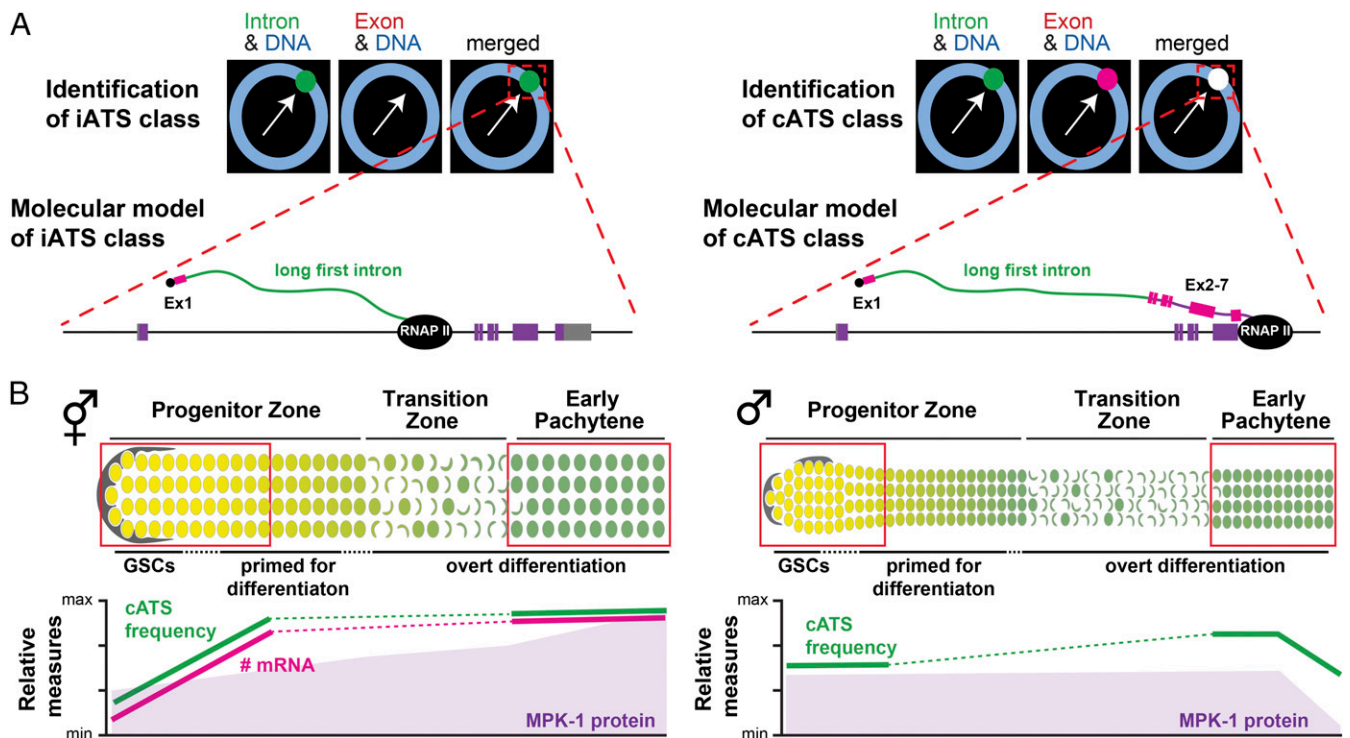 A
Intron
& DNA
Exon
& DNA
merged
Identification
of iATS class
Molecular model
of iATS class
long first intron
Ex1
RNAP II
Intron
& DNA
Exon
& DNA
merged
Identification
of cATS class
Molecular model
of cATS class
long first intron
Ex1
Ex2-7
RNAP II
B
Progenitor Zone
Transition
Zone
Early
Pachytene
GSCs
primed for
differentiaton
overt differentiation
max
cATS
frequency
# mRNA
Relative
measures
MPK-1 protein
min
Progenitor Zone
Transition
Zone
Early
Pachytene
GSCs
primed for
differentiaton
overt differentiation
max
cATS
frequency
Relative
measures
MPK-1 protein
min